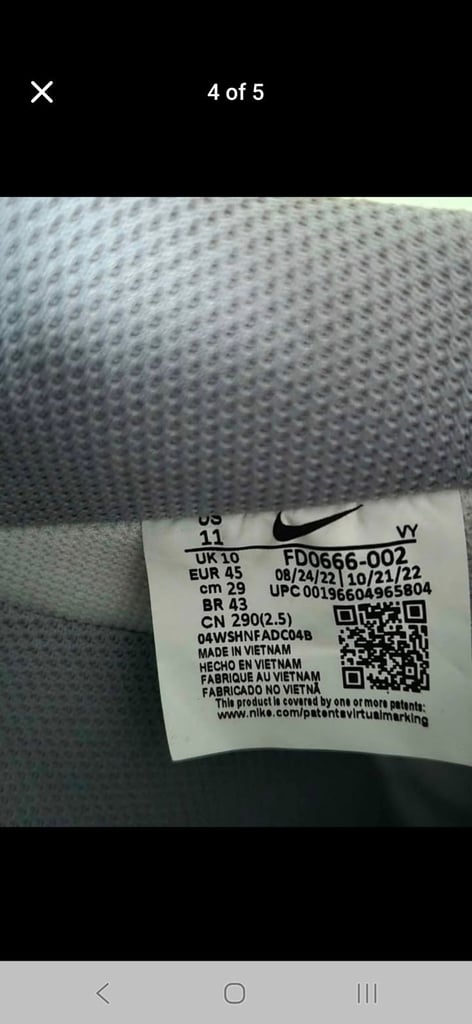 4 of 5
US
11
VY
UK 10
FD0666-002
EUR 45
08/24/22 | 10/21/22
cm 29
UPC 00196604965804
BR 43
CN 290(2.5)
04WSHNFADC04B
MADE IN VIETNAM
HECHO EN VIETNAM
FABRIQUE AU VIETNAM
FABRICADO NO VIETNÃ
This product is covered by one or more patents:
www.nike.com/patentsvirtualmarking